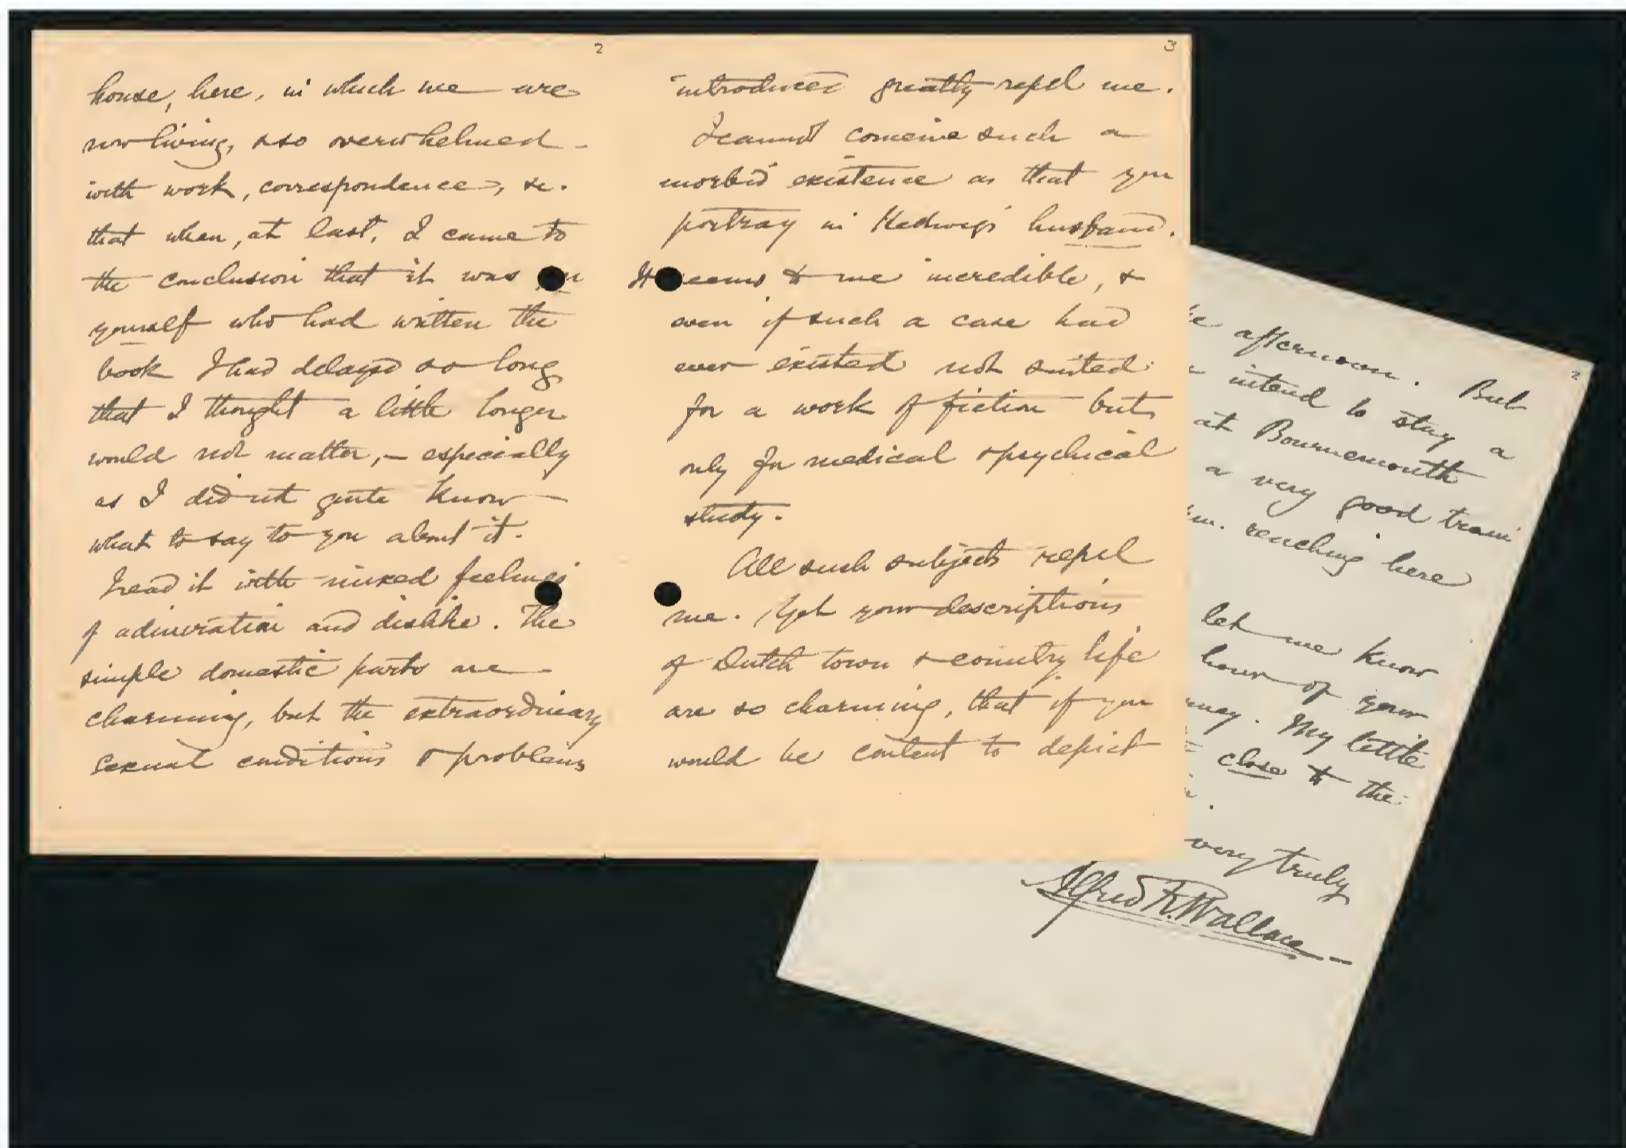 2
house, here, in which we are
now living, & so overwhelmed
with work, correspondence, &c.
that when, at last, I came to
the conclusion that it was
yourself who had written the
book I had delayed so long
that I thought a little longer
would not matter, — especially
as I did not quite know
what to say to you about it.
I read it with mixed feelings
of admiration and dislike. The
simple domestic parts are
charming, but the extraordinary
sexual conditions & problems
3
introduced greatly repel me.
I cannot conceive such a
morbid existence as that you
portray in Hedwig's husband.
It seems to me incredible, &
even if such a case had
ever existed not suited
for a work of fiction but
only for medical & psychical
study.
All such subjects repel
me. Yet your descriptions
of Dutch town & country life
are so charming, that if you
would be content to depict
2
afternoon. But
intend to stay a
at Bournemouth
a very good train
reaching here
let me know
hour of your
My little
close to the
very truly
Alfred R. Wallace